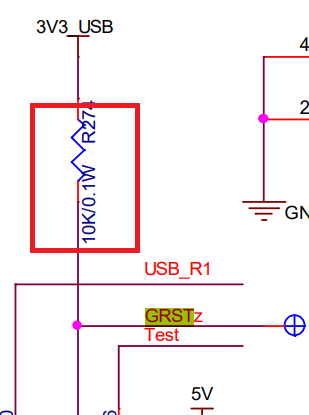 3V3_USB
4
R274
2
10K/0.1W
GN
USB_R1
GRSTz
Test
5V